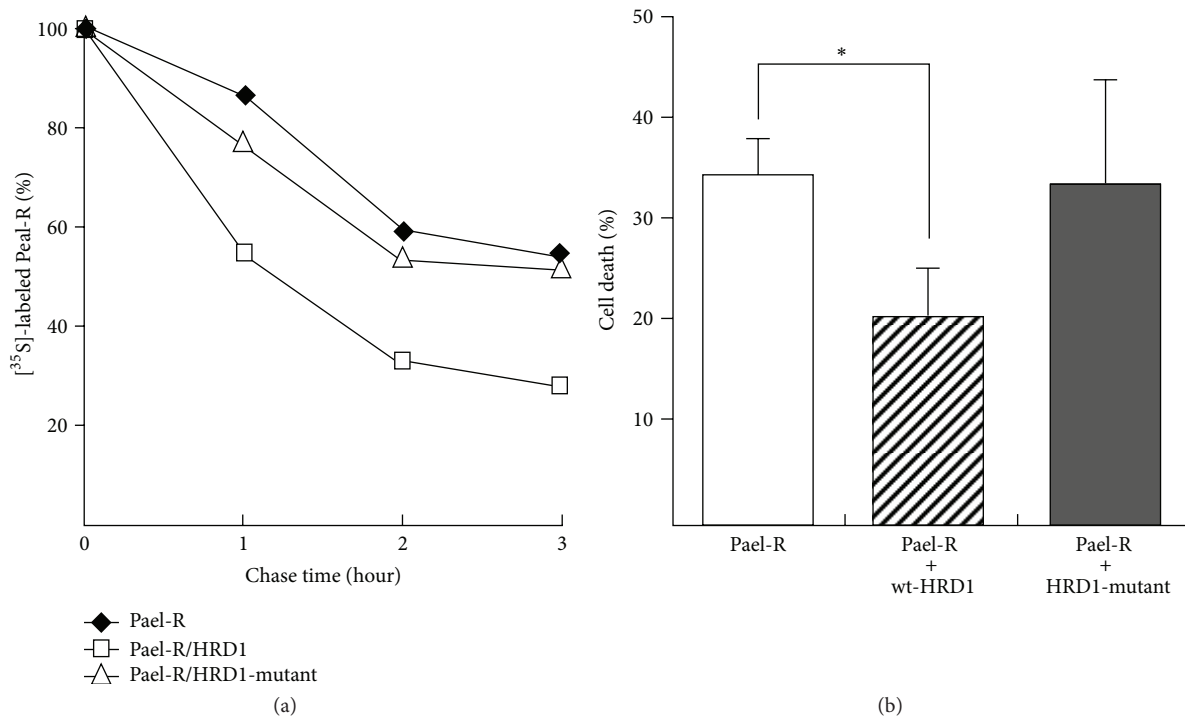 100
80
60
40
20
0
1
2
3
[³⁵S]-labeled Peal-R (%)
Chase time (hour)
Pael-R
Pael-R/HRD1
Pael-R/HRD1-mutant
(a)
50
40
30
20
10
Cell death (%)
*
Pael-R
Pael-R
+
wt-HRD1
Pael-R
+
HRD1-mutant
(b)